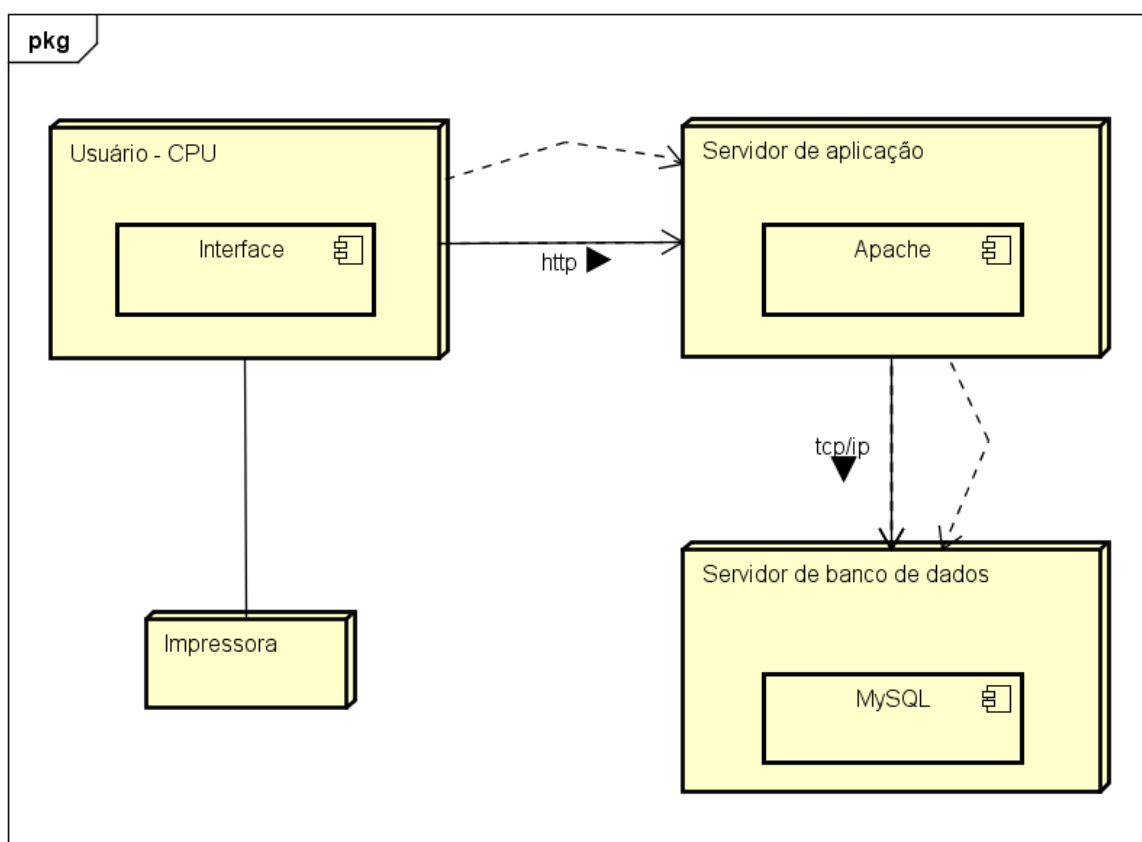 pkg
Usuário - CPU
Interface
http
Servidor de aplicação
Apache
tcp/ip
Impressora
Servidor de banco de dados
MySQL